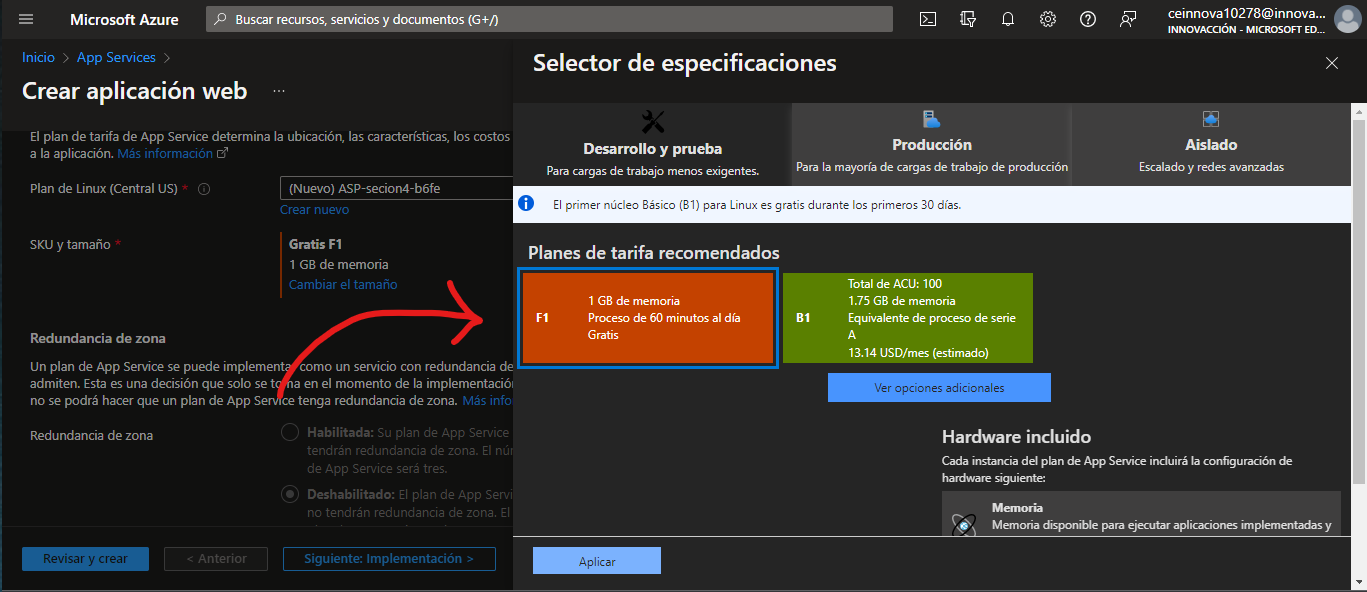 Microsoft Azure
Buscar recursos, servicios y documentos (G+/)
ceinnova10278@innova...
INNOVACCIÓN - MICROSOFT ED...
Inicio > App Services >
Crear aplicación web ...
El plan de tarifa de App Service determina la ubicación, las características, los costos
a la aplicación. Más información
Plan de Linux (Central US) *
(Nuevo) ASP-secion4-b6fe
Crear nuevo
SKU y tamaño *
Gratis F1
1 GB de memoria
Cambiar el tamaño
Redundancia de zona
Un plan de App Service se puede implementar como un servicio con redundancia de
admiten. Esta es una decisión que solo se toma en el momento de la implementación
no se podrá hacer que un plan de App Service tenga redundancia de zona. Más info
Redundancia de zona
Habilitada: Su plan de App Service
tendrán redundancia de zona. El nú
de App Service será tres.
Deshabilitado: El plan de App Servi
no tendrán redundancia de zona. El
Revisar y crear
< Anterior
Siguiente: Implementación >
Selector de especificaciones
Desarrollo y prueba
Para cargas de trabajo menos exigentes.
Producción
Para la mayoría de cargas de trabajo de producción
Aislado
Escalado y redes avanzadas
El primer núcleo Básico (B1) para Linux es gratis durante los primeros 30 días.
Planes de tarifa recomendados
F1
1 GB de memoria
Proceso de 60 minutos al día
Gratis
B1
Total de ACU: 100
1.75 GB de memoria
Equivalente de proceso de serie
A
13.14 USD/mes (estimado)
Ver opciones adicionales
Hardware incluido
Cada instancia del plan de App Service incluirá la configuración de
hardware siguiente:
Memoria
Memoria disponible para ejecutar aplicaciones implementadas y
Aplicar